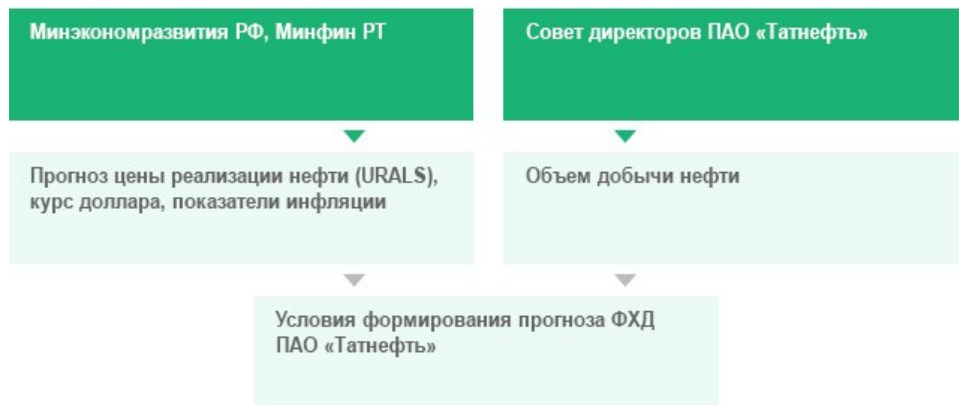 Минэкономразвития РФ, Минфин РТ
Совет директоров ПАО «Татнефть»
Прогноз цены реализации нефти (URALS),
курс доллара, показатели инфляции
Объем добычи нефти
Условия формирования прогноза ФХД
ПАО «Татнефть»